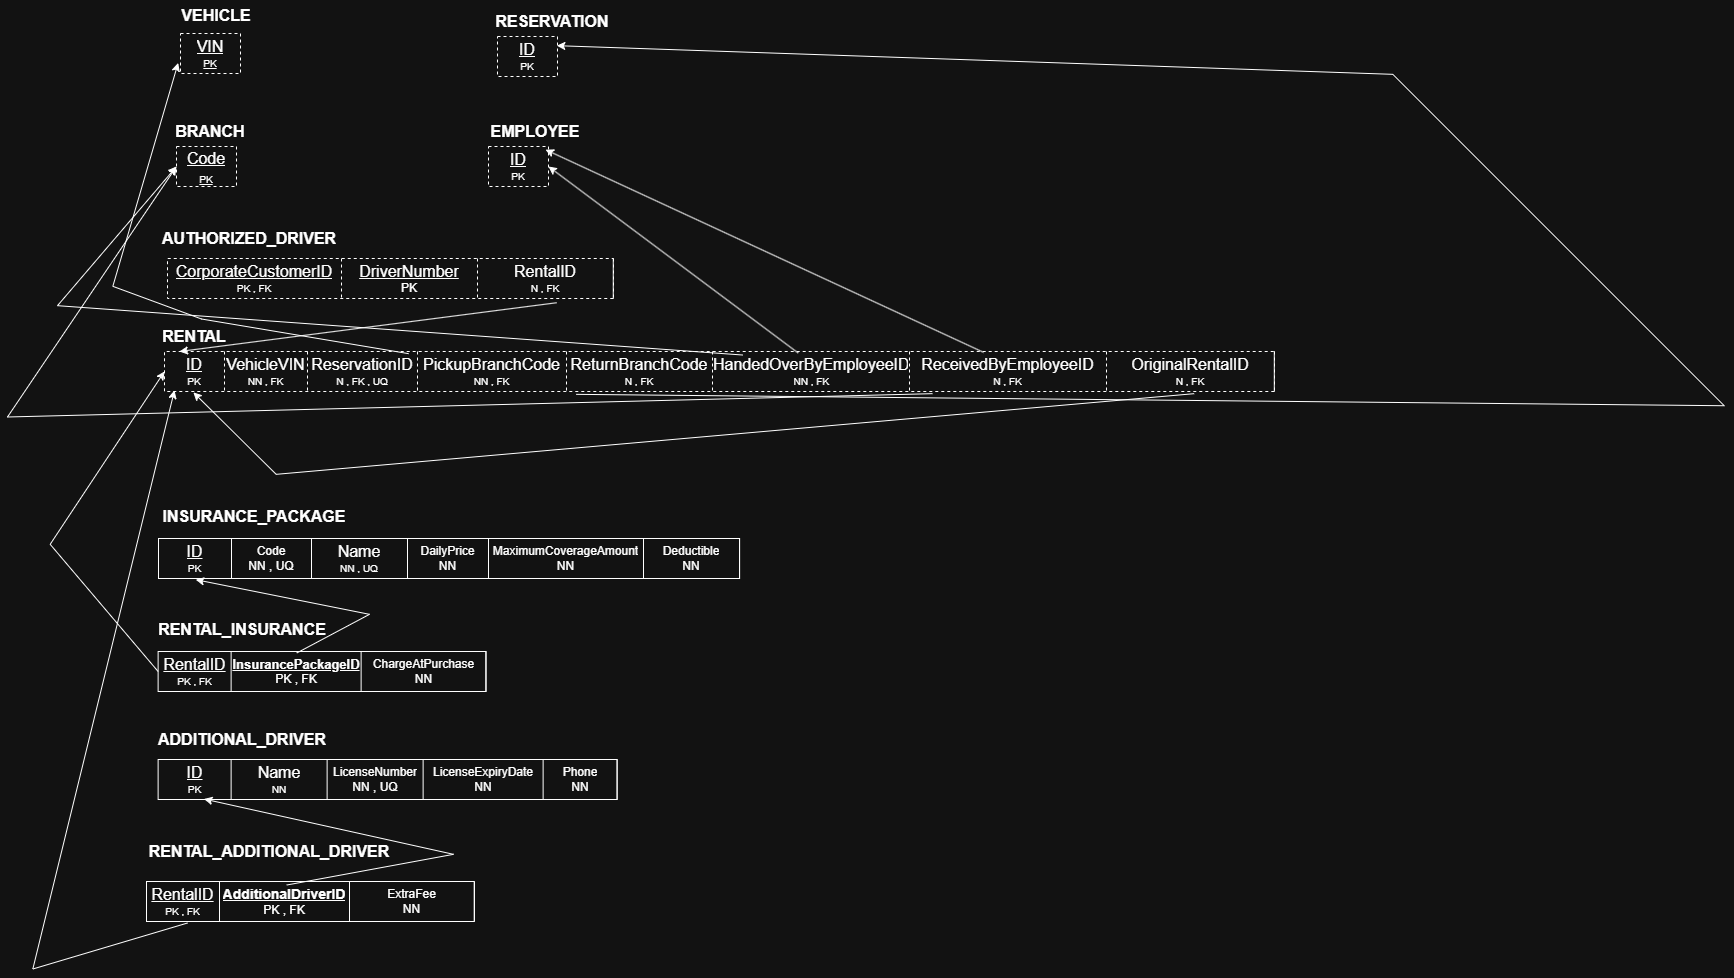 VEHICLE
VIN
PK
RESERVATION
ID
PK
BRANCH
Code
PK
EMPLOYEE
ID
PK
AUTHORIZED_DRIVER
CorporateCustomerID DriverNumber RentalID
PK , FK PK N , FK
RENTAL
ID VehicleVIN ReservationID PickupBranchCode ReturnBranchCode HandedOverByEmployeeID ReceivedByEmployeeID OriginalRentalID
PK NN , FK N , FK , UQ NN , FK N , FK NN , FK N , FK N , FK
INSURANCE_PACKAGE
ID Code Name DailyPrice MaximumCoverageAmount Deductible
PK NN , UQ NN , UQ NN NN NN
RENTAL_INSURANCE
RentalID InsurancePackageID ChargeAtPurchase
PK , FK PK , FK NN
ADDITIONAL_DRIVER
ID Name LicenseNumber LicenseExpiryDate Phone
PK NN NN , UQ NN NN
RENTAL_ADDITIONAL_DRIVER
RentalID AdditionalDriverID ExtraFee
PK , FK PK , FK NN